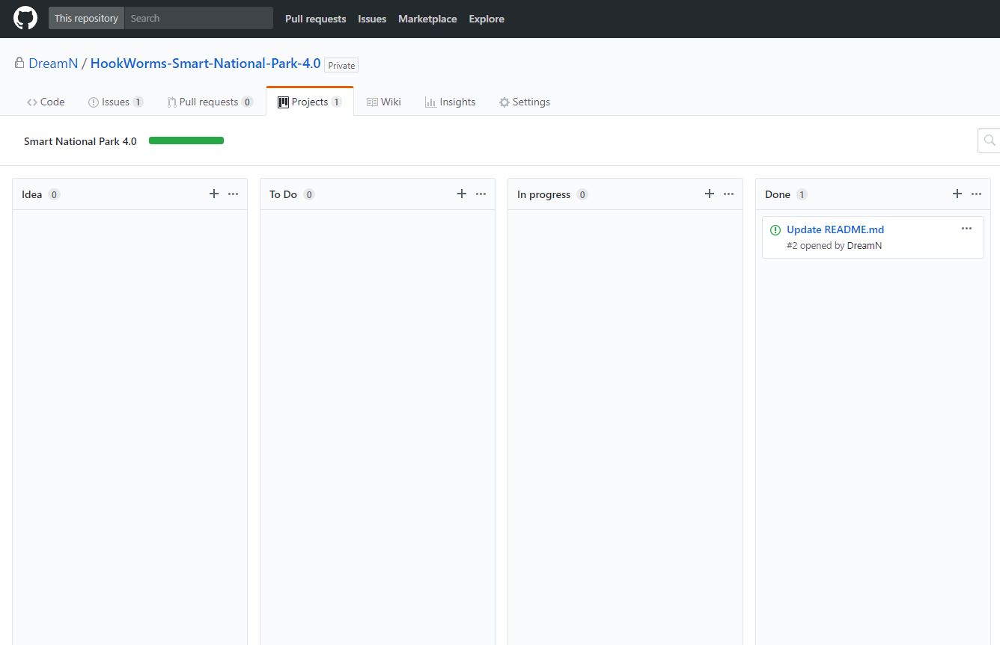 This repository Search Pull requests Issues Marketplace Explore
DreamN / HookWorms-Smart-National-Park-4.0 Private
Code Issues 1 Pull requests 0 Projects 1 Wiki Insights Settings
Smart National Park 4.0
Idea 0 To Do 0 In progress 0 Done 1
Update README.md
#2 opened by DreamN